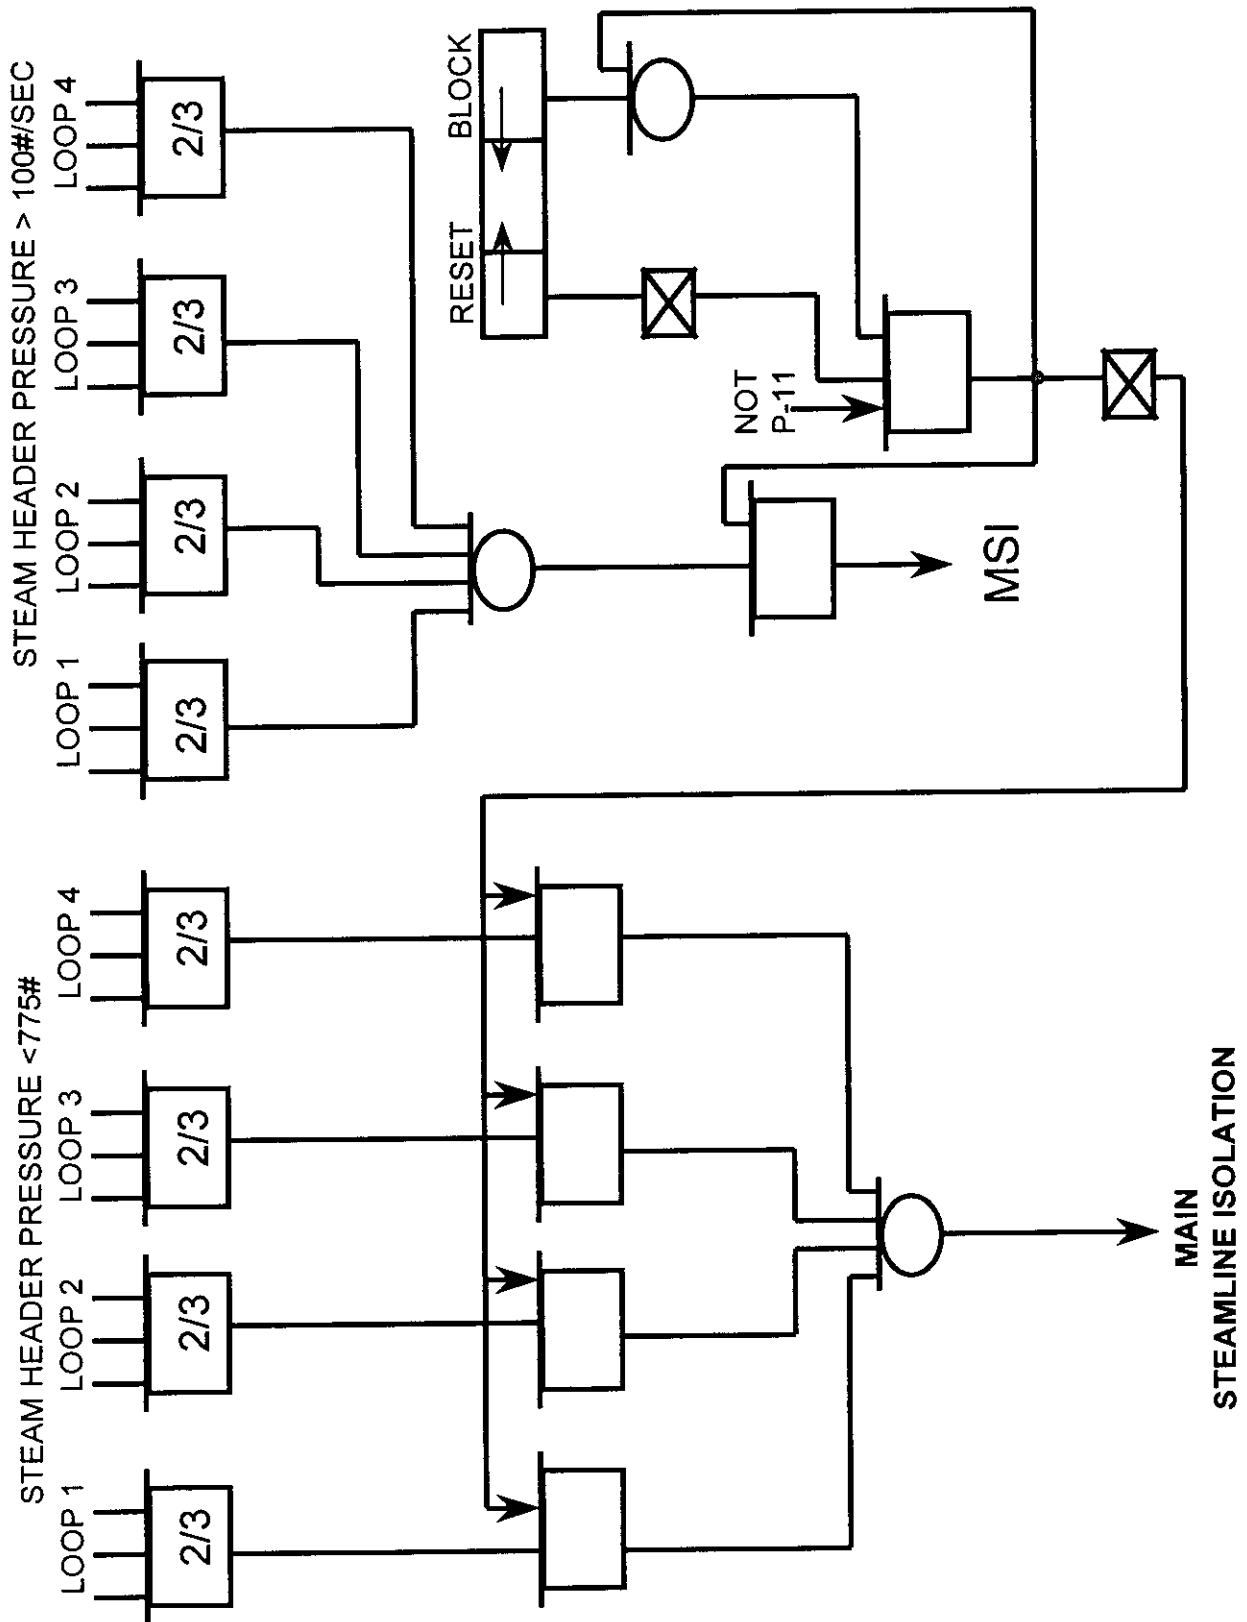 STEAM HEADER PRESSURE <775#
LOOP 1
LOOP 2
LOOP 3
LOOP 4
2/3
2/3
2/3
2/3
MAIN
STEAMLINE ISOLATION
STEAM HEADER PRESSURE > 100#/SEC
LOOP 1
LOOP 2
LOOP 3
LOOP 4
2/3
2/3
2/3
2/3
RESET
BLOCK
NOT
P-11
MSI